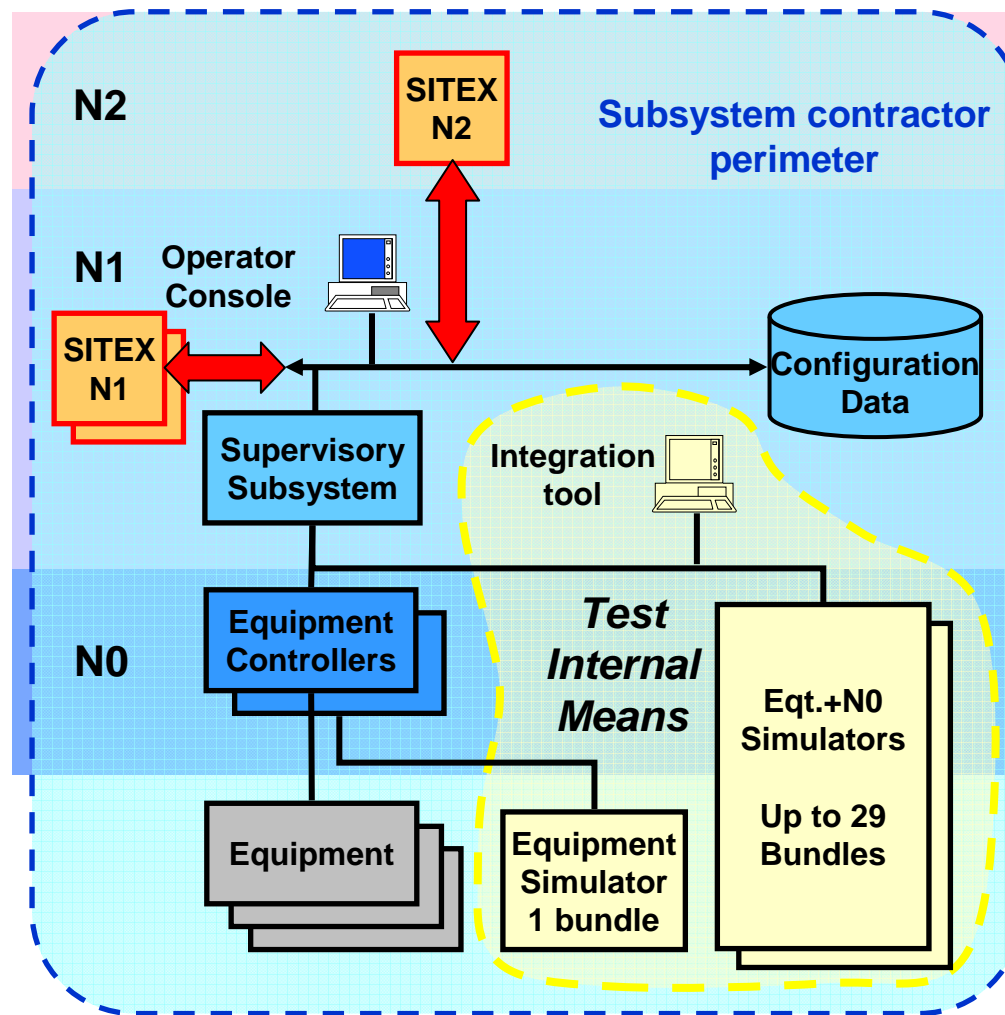 N2
SITEX
N2
Subsystem contractor
perimeter
N1
Operator
Console
SITEX
N1
Configuration
Data
Supervisory
Subsystem
Integration
tool
N0
Equipment
Controllers
Test
Internal
Means
Eqt.+N0
Simulators
Up to 29
Bundles
Equipment
Equipment
Simulator
1 bundle